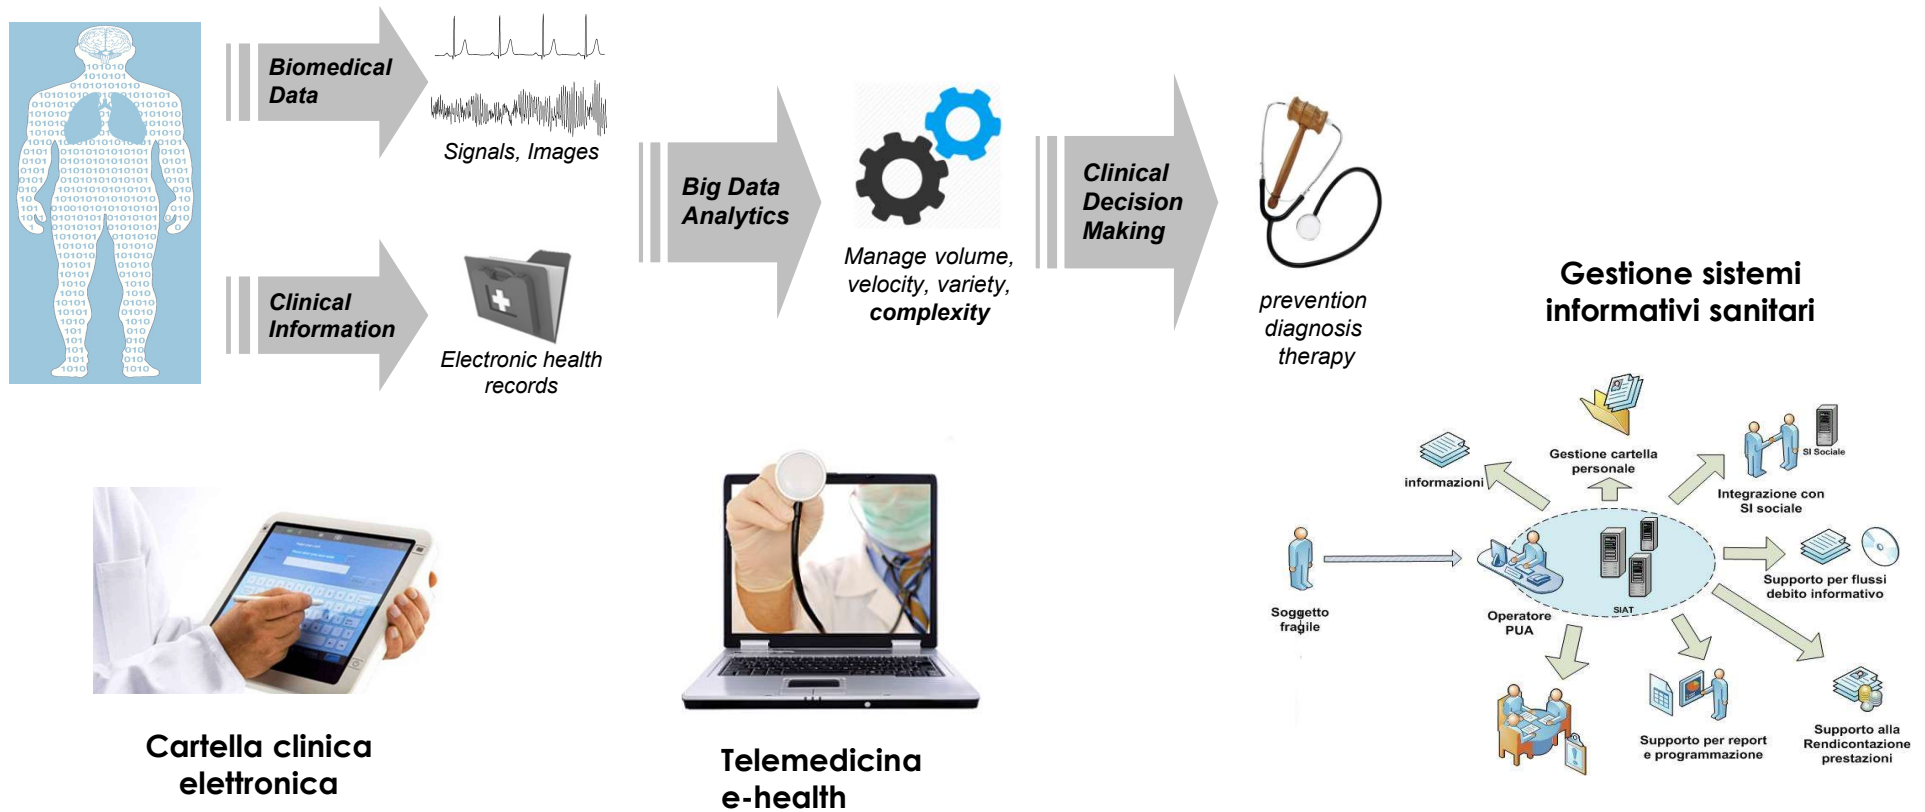 Biomedical
Data
Signals, Images
Clinical
Information
Electronic health
records
Big Data
Analytics
Manage volume,
velocity, variety,
complexity
Clinical
Decision
Making
prevention
diagnosis
therapy
Gestione sistemi
informativi sanitari
Cartella clinica
elettronica
Telemedicina
e-health
informazioni
Gestione cartella
personale
SI Sociale
Integrazione con
SI sociale
Soggetto
fragile
Operatore
PUA
SIAT
Supporto per flussi
debito informativo
Supporto per report
e programmazione
Supporto alla
Rendicontazione
prestazioni